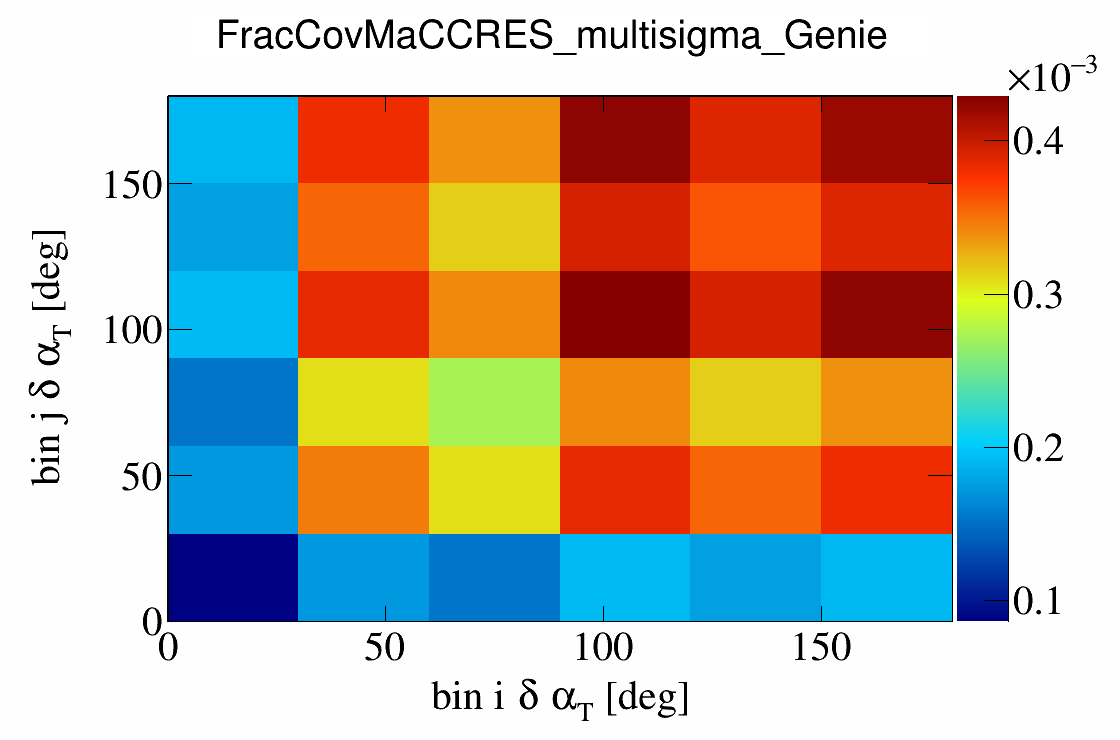 FracCovMaCCRES_multisigma_Genie
×10⁻³
0.4
0.3
0.2
0.1
150
100
50
0
0 50 100 150
bin j δ α_T [deg]
bin i δ α_T [deg]